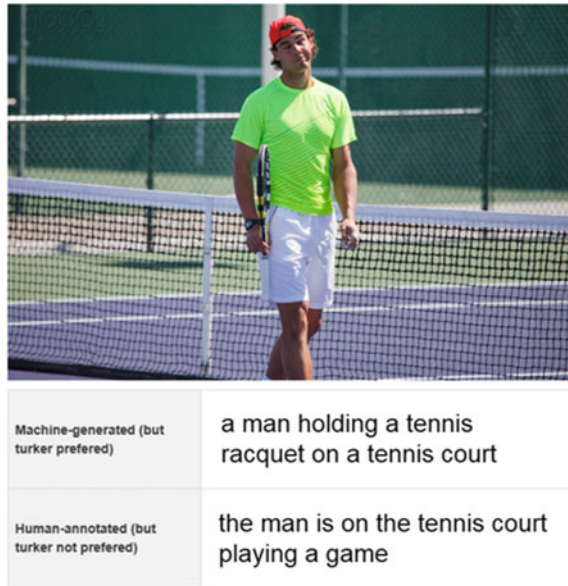 Machine-generated (but
turker prefered)
a man holding a tennis
racquet on a tennis court
Human-annotated (but
turker not prefered)
the man is on the tennis court
playing a game